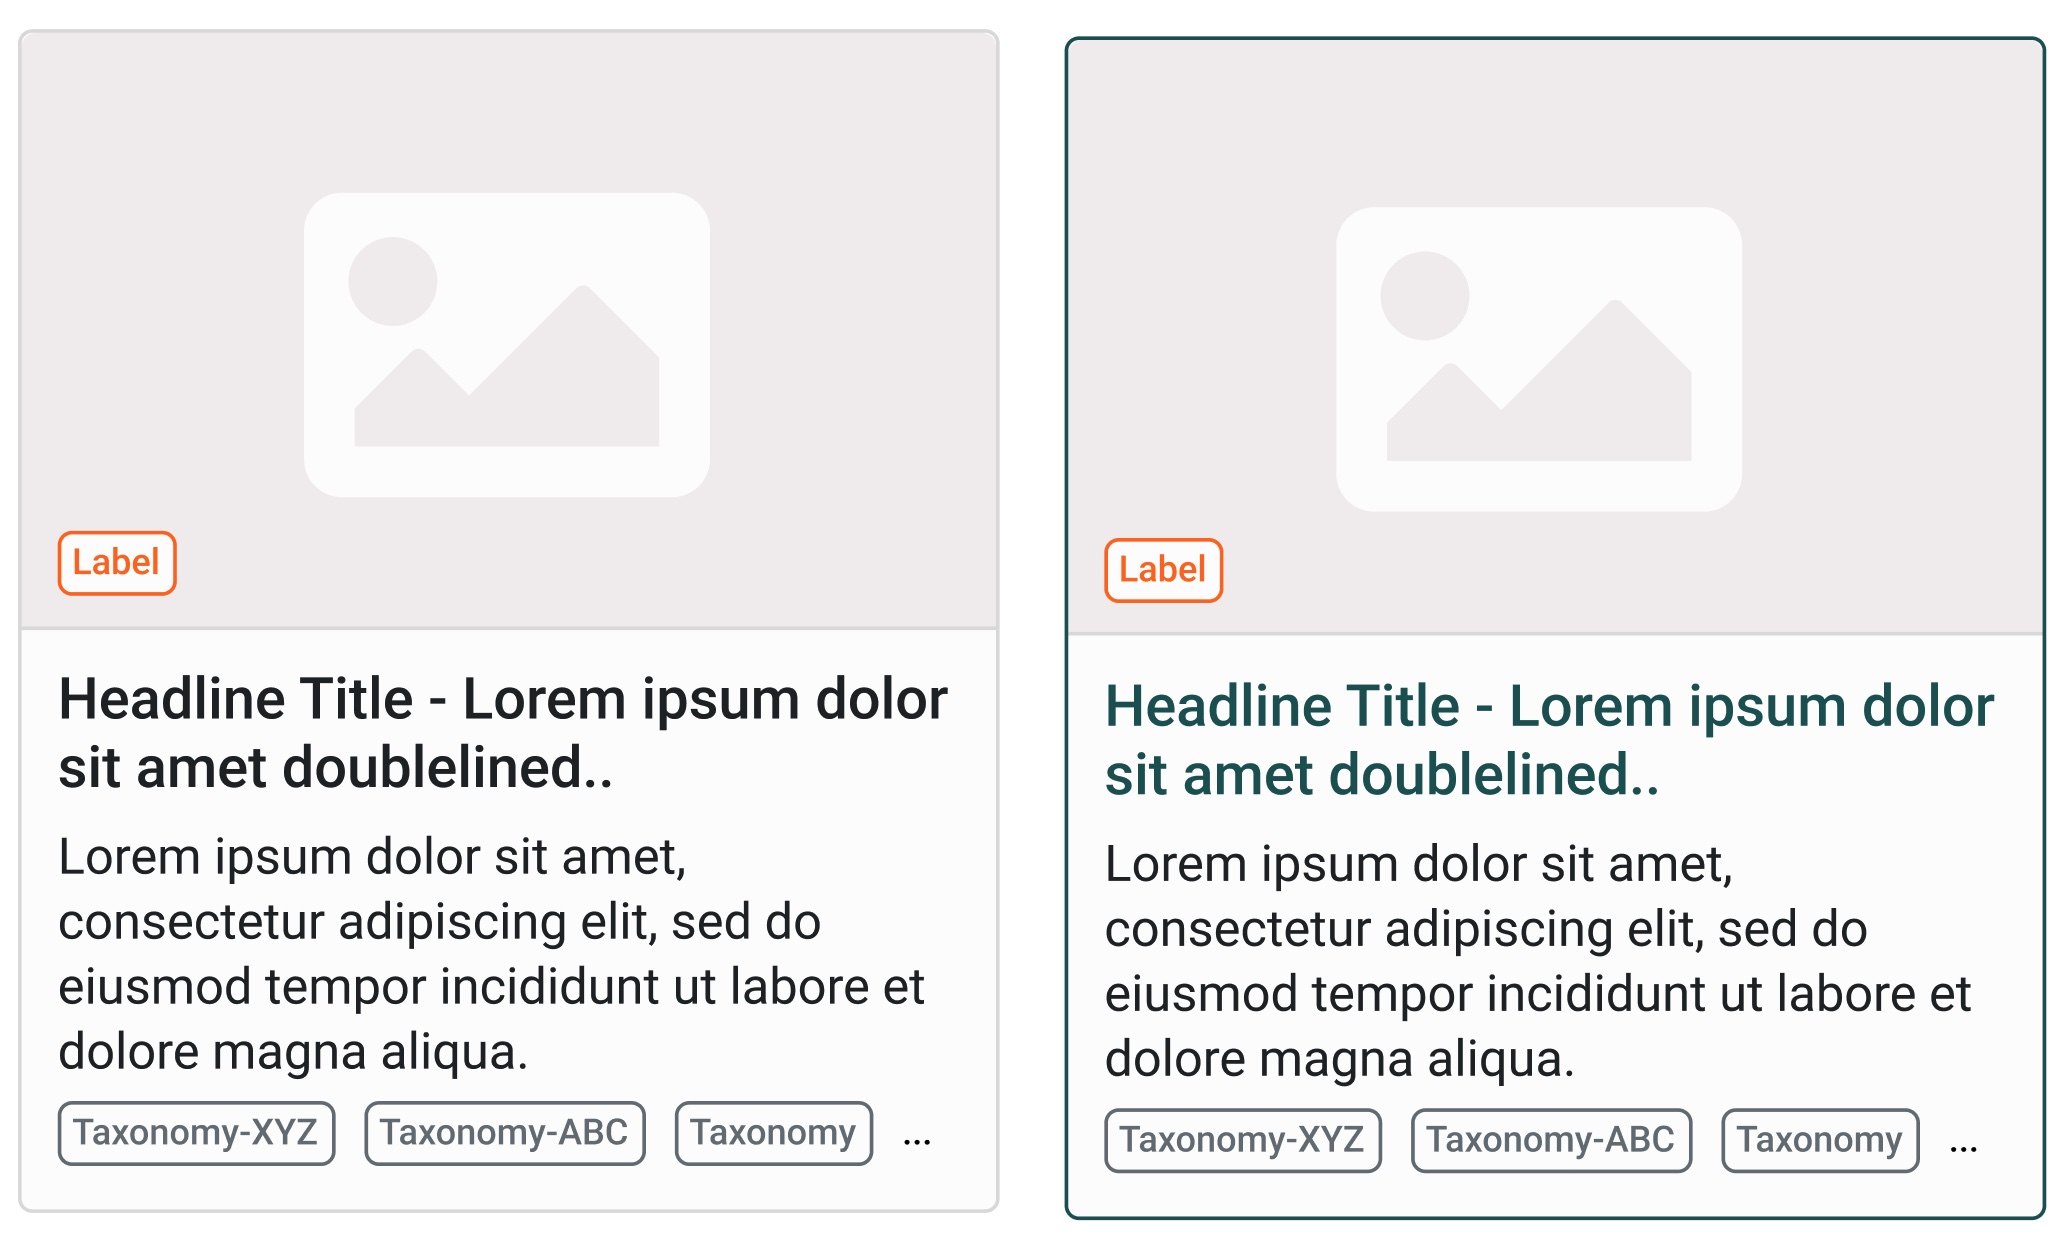 Label
Headline Title - Lorem ipsum dolor
sit amet doublelined..
Lorem ipsum dolor sit amet,
consectetur adipiscing elit, sed do
eiusmod tempor incididunt ut labore et
dolore magna aliqua.
Taxonomy-XYZ Taxonomy-ABC Taxonomy ...
Label
Headline Title - Lorem ipsum dolor
sit amet doublelined..
Lorem ipsum dolor sit amet,
consectetur adipiscing elit, sed do
eiusmod tempor incididunt ut labore et
dolore magna aliqua.
Taxonomy-XYZ Taxonomy-ABC Taxonomy ...